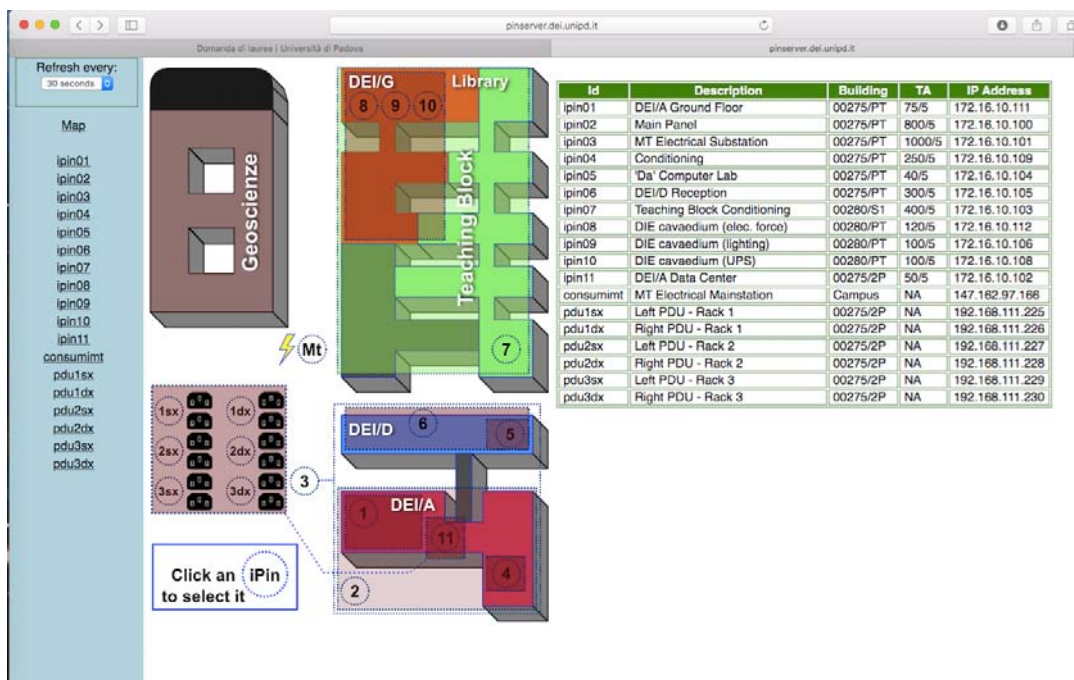 pinserver.dei.unipd.it
Domanda di laurea | Università di Padova
pinserver.dei.unipd.it
Refresh every:
30 seconds
Map
ipin01
ipin02
ipin03
ipin04
ipin05
ipin06
ipin07
ipin08
ipin09
ipin10
ipin11
consumimt
pdu1sx
pdu1dx
pdu2sx
pdu2dx
pdu3sx
pdu3dx
Geoscienze
DEI/G
Library
8 9 10
Teaching Block
7
Mt
1sx 1dx
2sx 2dx
3sx 3dx
3
DEI/D
6
5
DEI/A
1
11
4
2
Click an iPin
to select it
Id Description Building TA IP Address
ipin01 DEI/A Ground Floor 00275/PT 75/5 172.16.10.111
ipin02 Main Panel 00275/PT 800/5 172.16.10.100
ipin03 MT Electrical Substation 00275/PT 1000/5 172.16.10.101
ipin04 Conditioning 00275/PT 250/5 172.16.10.109
ipin05 'Da' Computer Lab 00275/PT 40/5 172.16.10.104
ipin06 DEI/D Reception 00275/PT 300/5 172.16.10.105
ipin07 Teaching Block Conditioning 00280/S1 400/5 172.16.10.103
ipin08 DIE cavaedium (elec. force) 00280/PT 120/5 172.16.10.112
ipin09 DIE cavaedium (lighting) 00280/PT 100/5 172.16.10.106
ipin10 DIE cavaedium (UPS) 00280/PT 100/5 172.16.10.108
ipin11 DEI/A Data Center 00275/2P 50/5 172.16.10.102
consumimt MT Electrical Mainstation Campus NA 147.162.97.166
pdu1sx Left PDU - Rack 1 00275/2P NA 192.168.111.225
pdu1dx Right PDU - Rack 1 00275/2P NA 192.168.111.226
pdu2sx Left PDU - Rack 2 00275/2P NA 192.168.111.227
pdu2dx Right PDU - Rack 2 00275/2P NA 192.168.111.228
pdu3sx Left PDU - Rack 3 00275/2P NA 192.168.111.229
pdu3dx Right PDU - Rack 3 00275/2P NA 192.168.111.230